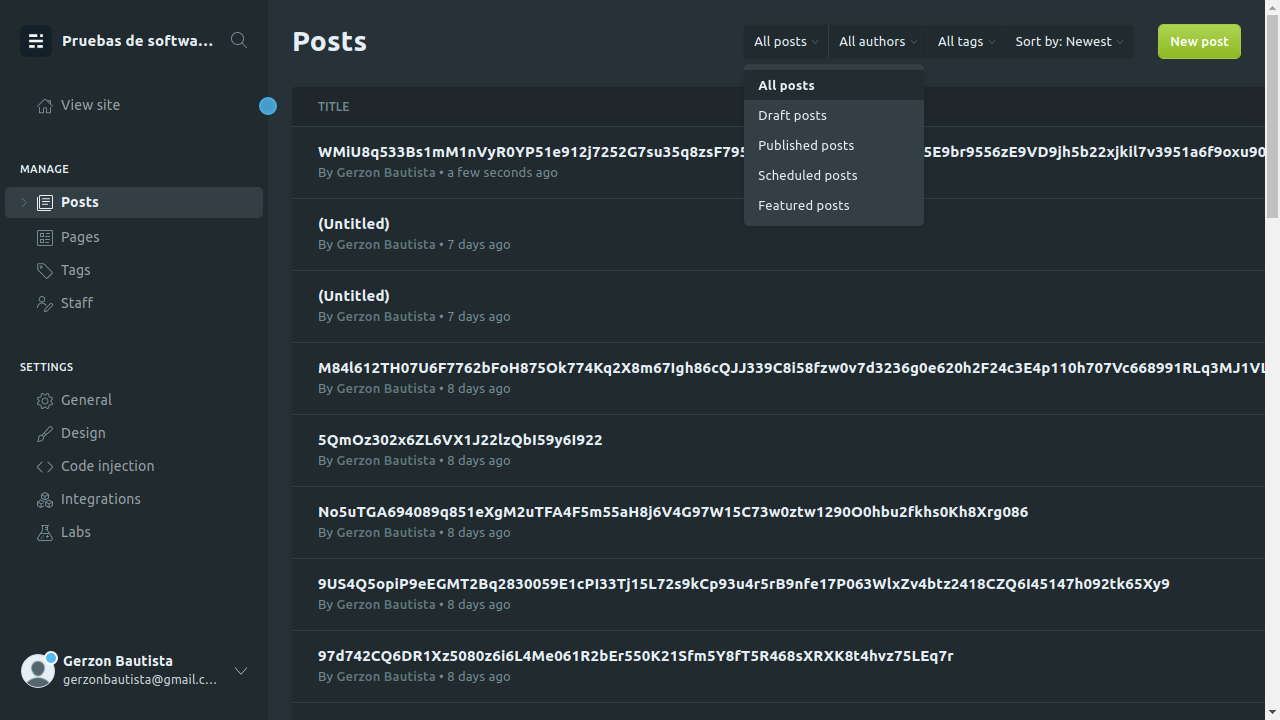 Pruebas de softwa...
View site
MANAGE
Posts
Pages
Tags
Staff
SETTINGS
General
Design
Code injection
Integrations
Labs
Gerzon Bautista
gerzonbautista@gmail.c...
Posts
All posts
All authors
All tags
Sort by: Newest
New post
All posts
Draft posts
Published posts
Scheduled posts
Featured posts
TITLE
By Gerzon Bautista • a few seconds ago
(Untitled)
By Gerzon Bautista • 7 days ago
(Untitled)
By Gerzon Bautista • 7 days ago
M84l612TH07U6F7762bFoH875Ok774Kq2X8m67Igh86cQJJ339C8i58fzw0v7d3236g0e620h2F24c3E4p110h707Vc668991RLq3MJ1VL
By Gerzon Bautista • 8 days ago
5QmOz302x6ZL6VX1J22lzQbI59y6I922
By Gerzon Bautista • 8 days ago
No5uTGA694089q851eXgM2uTFA4F5m55aH8j6V4G97W15C73w0ztw1290O0hbu2fkhs0Kh8Xrg086
By Gerzon Bautista • 8 days ago
9US4Q5opiP9eEGMT2Bq2830059E1cPI33Tj15L72s9kCp93u4r5rB9nfe17P063WlxZv4btz2418CZQ6I45147h092tk65Xy9
By Gerzon Bautista • 8 days ago
97d742CQ6DR1Xz5080z6i6L4Me061R2bEr550K21Sfm5Y8fT5R468sXRXK8t4hvz75LEq7r
By Gerzon Bautista • 8 days ago